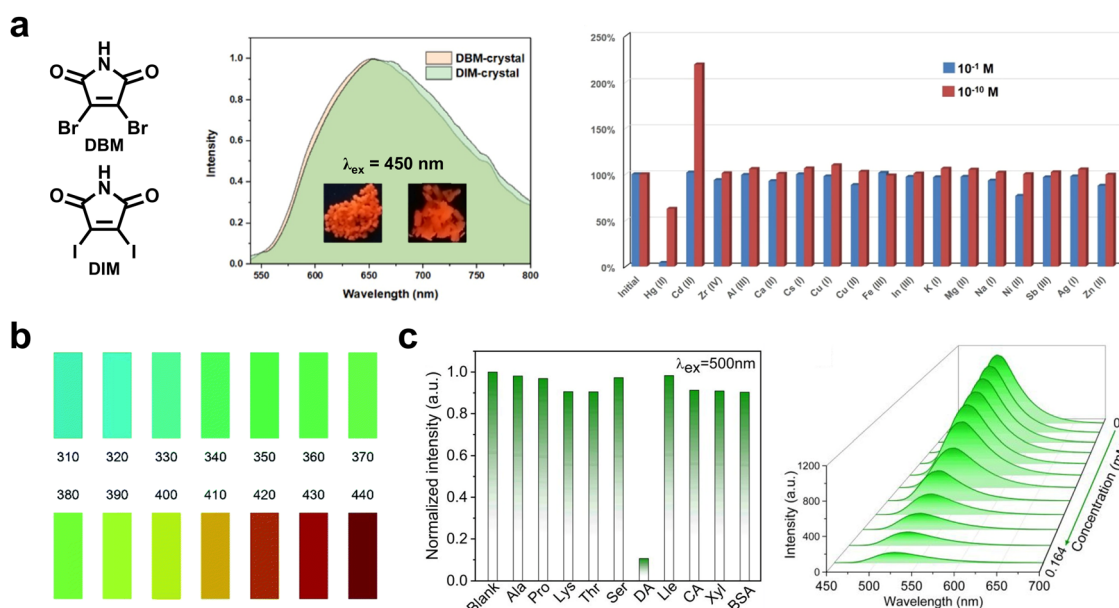 a
H
N
O O
Br Br
DBM
H
N
O O
I I
DIM
Intensity
1.0
0.8
0.6
0.4
0.2
0.0
DBM-crystal
DIM-crystal
λex = 450 nm
550 600 650 700 750 800
Wavelength (nm)
250%
200%
150%
100%
50%
0%
10-1 M
10-10 M
Initial
Hg (II)
Cd (II)
Zr (IV)
Al (III)
Ca (II)
Cs (I)
Cu (I)
Cu (II)
Fe (III)
In (III)
K (I)
Mg (II)
Na (I)
Ni (II)
Sb (III)
Ag (I)
Zn (II)
b
310 320 330 340 350 360 370
380 390 400 410 420 430 440
c
Normalized intensity (a.u.)
1.0
0.8
0.6
0.4
0.2
0.0
λex=500nm
Blank
Ala
Pro
Lys
Thr
Ser
DA
Lle
CA
Xyl
BSA
Intensity (a.u.)
1200
800
400
0
450 500 550 600 650 700
Wavelength (nm)
0.164
Concentration